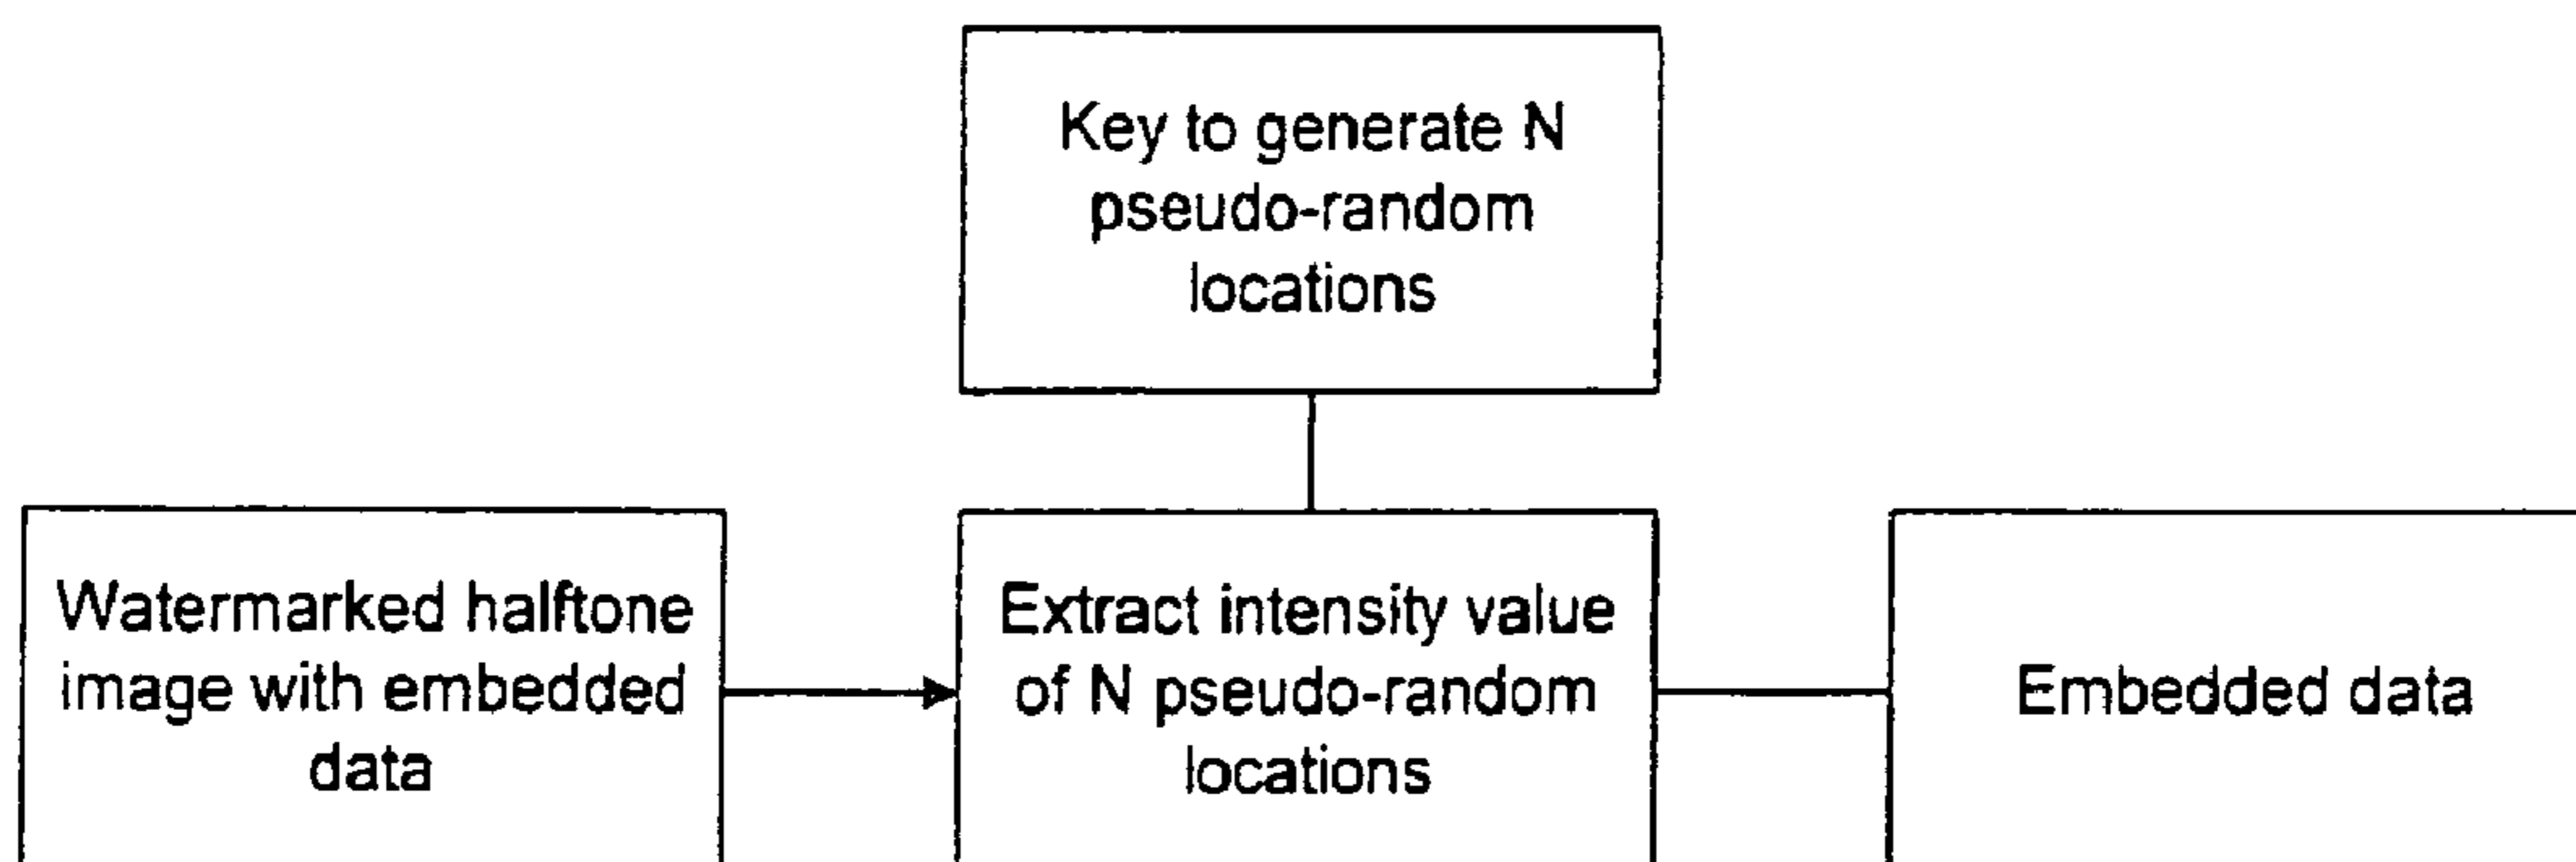 Key to generate N
pseudo-random
locations
Watermarked halftone
image with embedded
data
Extract intensity value
of N pseudo-random
locations
Embedded data